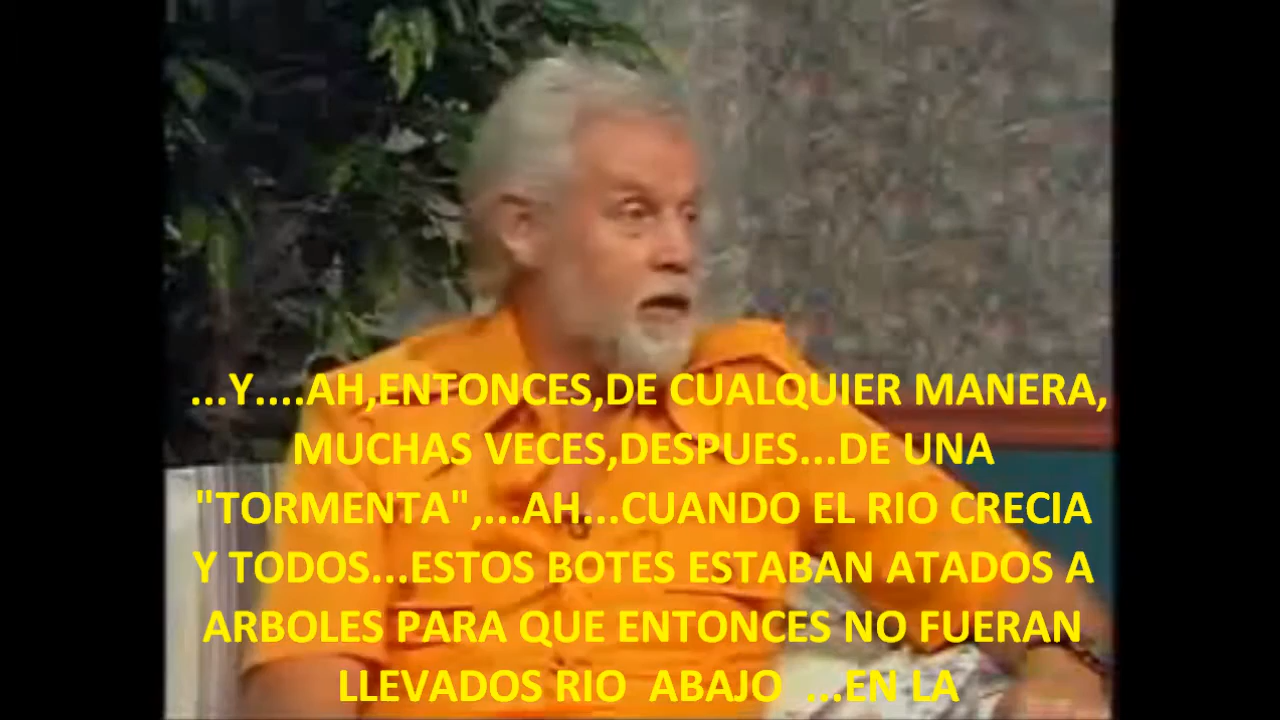 ...Y....AH,ENTONCES,DE CUALQUIER MANERA,
MUCHAS VECES,DESPUES...DE UNA
"TORMENTA",...AH...CUANDO EL RIO CRECIA
Y TODOS...ESTOS BOTES ESTABAN ATADOS A
ARBOLES PARA QUE ENTONCES NO FUERAN
LLEVADOS RIO  ABAJO  ...EN LA